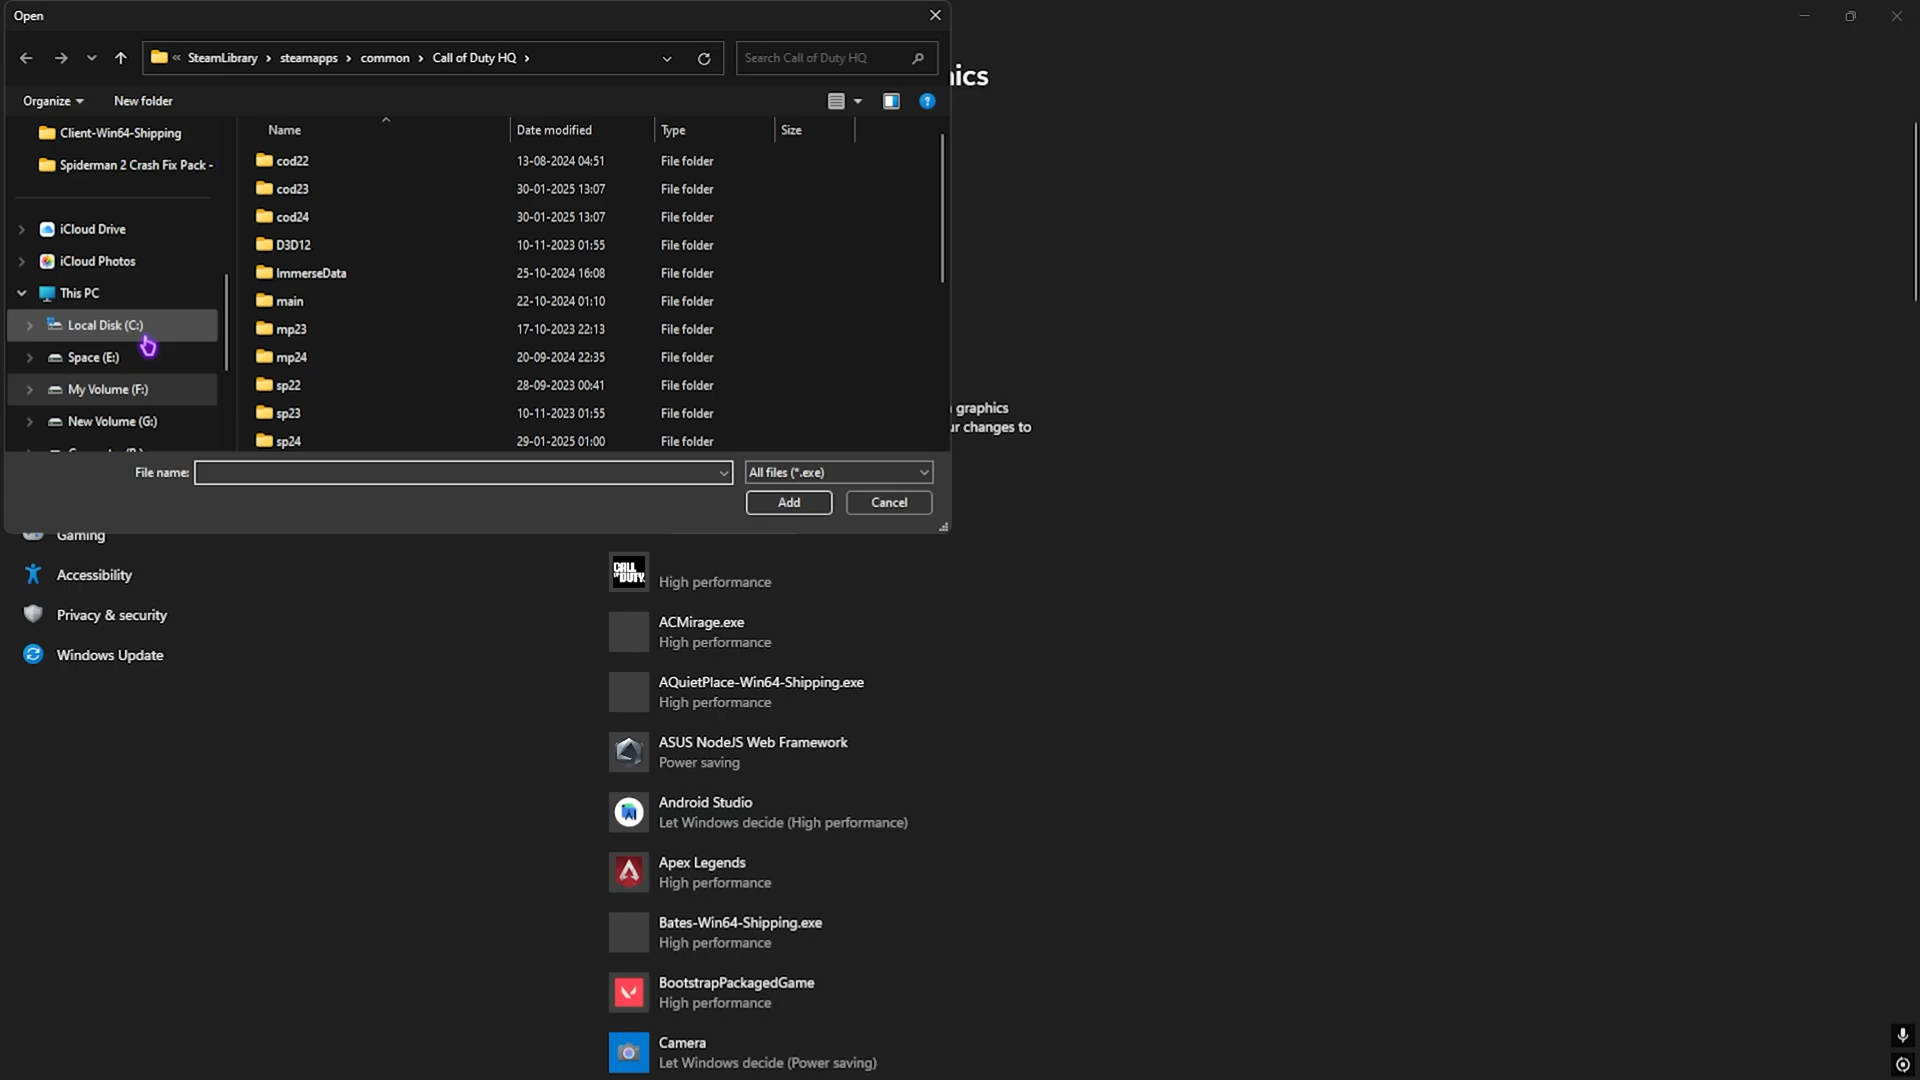 Open
« SteamLibrary › steamapps › common › Call of Duty HQ ›
Search Call of Duty HQ
ics
Organize
New folder
Client-Win64-Shipping
Spiderman 2 Crash Fix Pack -
iCloud Drive
iCloud Photos
This PC
Local Disk (C:)
Space (E:)
My Volume (F:)
New Volume (G:)
Name Date modified Type Size
cod22 13-08-2024 04:51 File folder
cod23 30-01-2025 13:07 File folder
cod24 30-01-2025 13:07 File folder
D3D12 10-11-2023 01:55 File folder
ImmerseData 25-10-2024 16:08 File folder
main 22-10-2024 01:10 File folder
mp23 17-10-2023 22:13 File folder
mp24 20-09-2024 22:35 File folder
sp22 28-09-2023 00:41 File folder
sp23 10-11-2023 01:55 File folder
sp24 29-01-2025 01:00 File folder
graphics
ur changes to
File name:
All files (*.exe)
Add
Cancel
Gaming
Accessibility
Privacy & security
Windows Update
CALL OF DUTY
High performance
ACMirage.exe
High performance
AQuietPlace-Win64-Shipping.exe
High performance
ASUS NodeJS Web Framework
Power saving
Android Studio
Let Windows decide (High performance)
Apex Legends
High performance
Bates-Win64-Shipping.exe
High performance
BootstrapPackagedGame
High performance
Camera
Let Windows decide (Power saving)